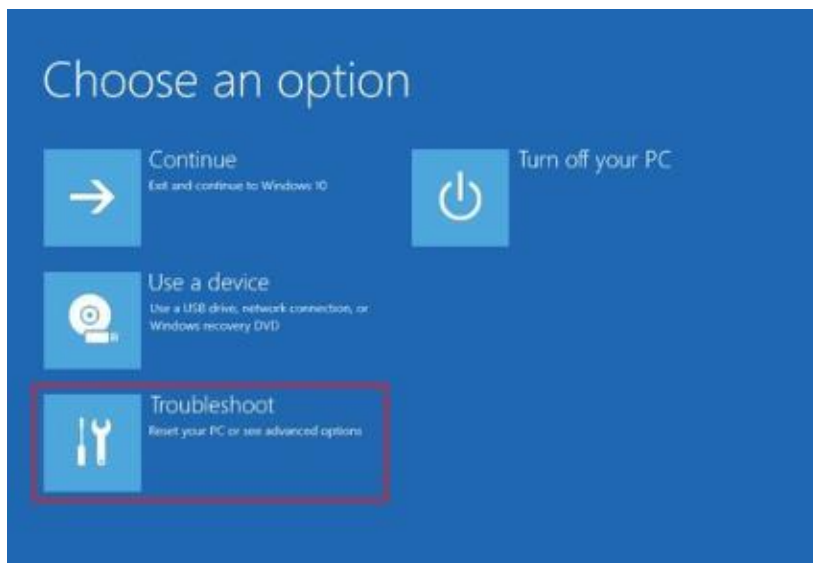 Choose an option
Continue
Exit and continue to Windows 10
Turn off your PC
Use a device
Use a USB drive, network connection, or
Windows recovery DVD
Troubleshoot
Reset your PC or see advanced options